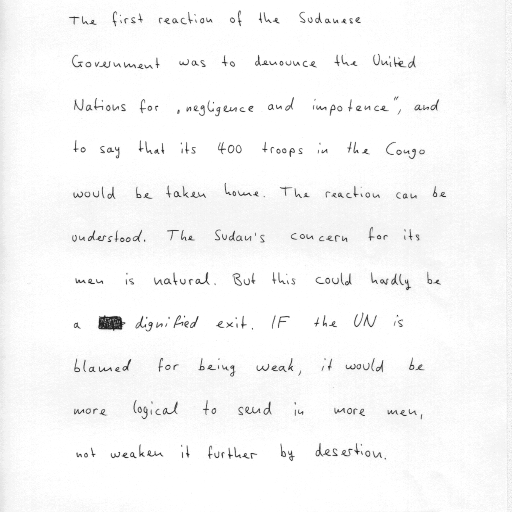 The first reaction of the Sudanese
Government was to denounce the United
Nations for „negligence and impotence", and
to say that its 400 troops in the Congo
would be taken home. The reaction can be
understood. The Sudan's concern for its
men is natural. But this could hardly be
a dignified exit. IF the UN is
blamed for being weak, it would be
more logical to send in more men,
not weaken it further by desertion.